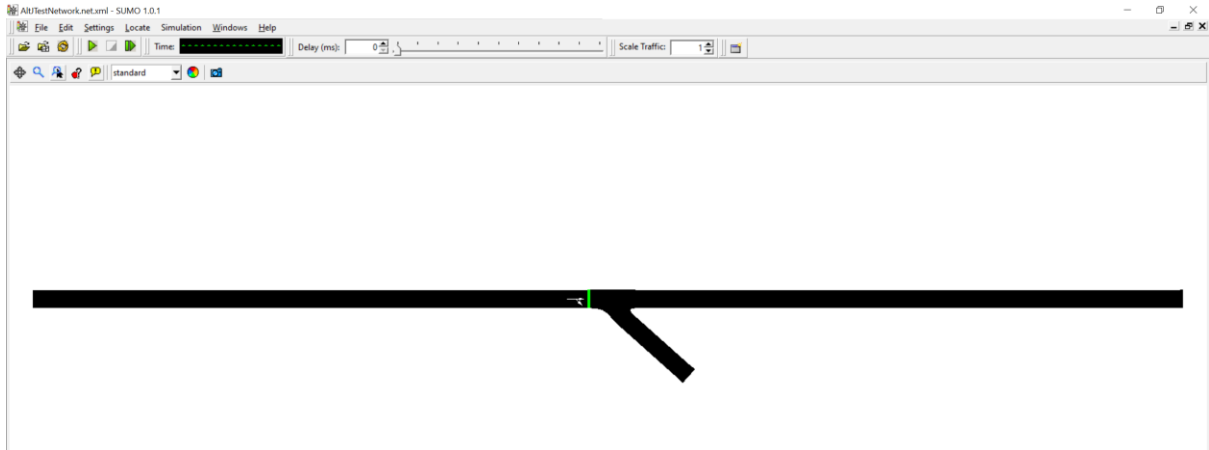 AltJTestNetwork.net.xml - SUMO 1.0.1
File Edit Settings Locate Simulation Windows Help
Time: Delay (ms): 0 Scale Traffic: 1
standard